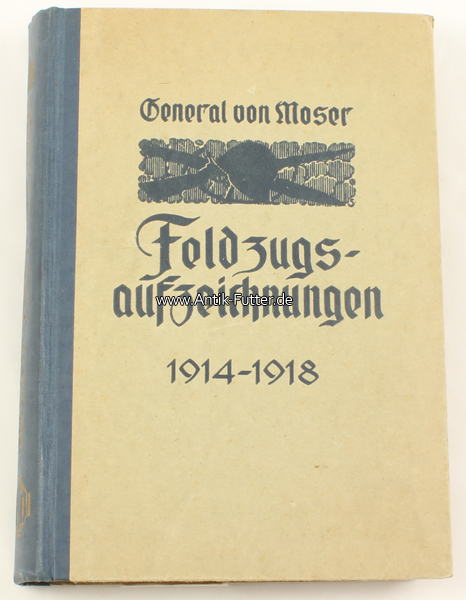 General von Moser
Feldzugs-
aufzeichnungen
www.Antik-Futter.de
1914-1918